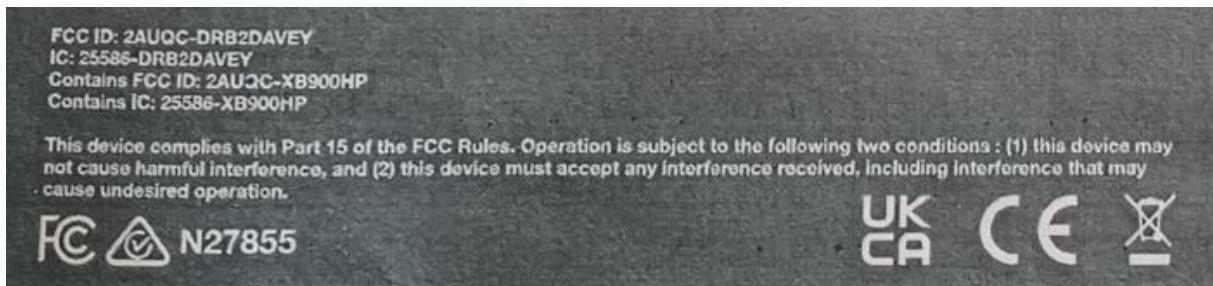 FCC ID: 2AUQC-DRB2DAVEY
IC: 25586-DRB2DAVEY
Contains FCC ID: 2AUQC-XB900HP
Contains IC: 25586-XB900HP
This device complies with Part 15 of the FCC Rules. Operation is subject to the following two conditions : (1) this device may
not cause harmful interference, and (2) this device must accept any interference received, including interference that may
cause undesired operation.
FC N27855 UK CA CE